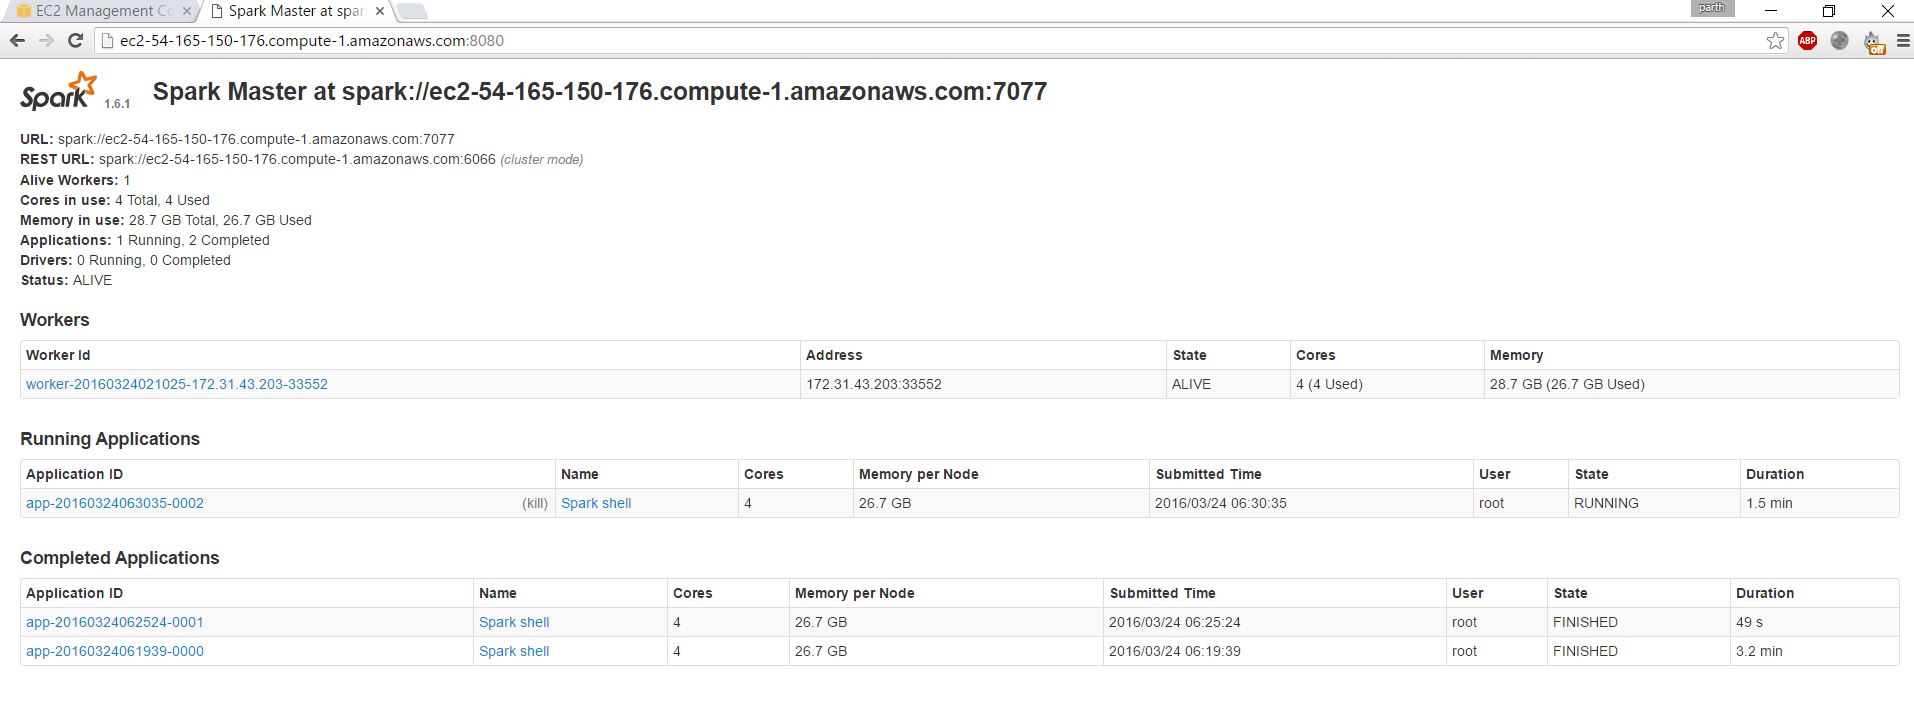 EC2 Management Co
Spark Master at spar
parth
ec2-54-165-150-176.compute-1.amazonaws.com:8080
ABP
off
Spark 1.6.1 Spark Master at spark://ec2-54-165-150-176.compute-1.amazonaws.com:7077
URL: spark://ec2-54-165-150-176.compute-1.amazonaws.com:7077
REST URL: spark://ec2-54-165-150-176.compute-1.amazonaws.com:6066 (cluster mode)
Alive Workers: 1
Cores in use: 4 Total, 4 Used
Memory in use: 28.7 GB Total, 26.7 GB Used
Applications: 1 Running, 2 Completed
Drivers: 0 Running, 0 Completed
Status: ALIVE
Workers
Worker Id Address State Cores Memory
worker-20160324021025-172.31.43.203-33552 172.31.43.203:33552 ALIVE 4 (4 Used) 28.7 GB (26.7 GB Used)
Running Applications
Application ID Name Cores Memory per Node Submitted Time User State Duration
app-20160324063035-0002 (kill) Spark shell 4 26.7 GB 2016/03/24 06:30:35 root RUNNING 1.5 min
Completed Applications
Application ID Name Cores Memory per Node Submitted Time User State Duration
app-20160324062524-0001 Spark shell 4 26.7 GB 2016/03/24 06:25:24 root FINISHED 49 s
app-20160324061939-0000 Spark shell 4 26.7 GB 2016/03/24 06:19:39 root FINISHED 3.2 min